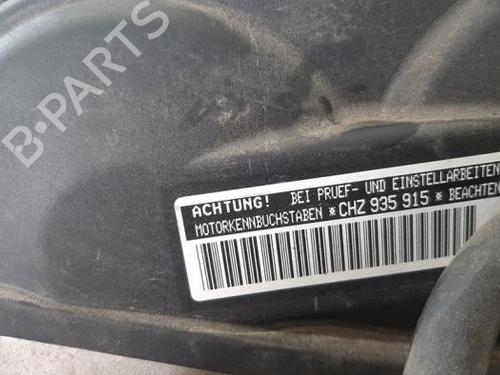 B-PARTS
ACHTUNG! BEI PRUEF- UND EINSTELLARBEITEN
MOTORKENNBUCHSTABEN *CHZ 935 915* BEACHTEN